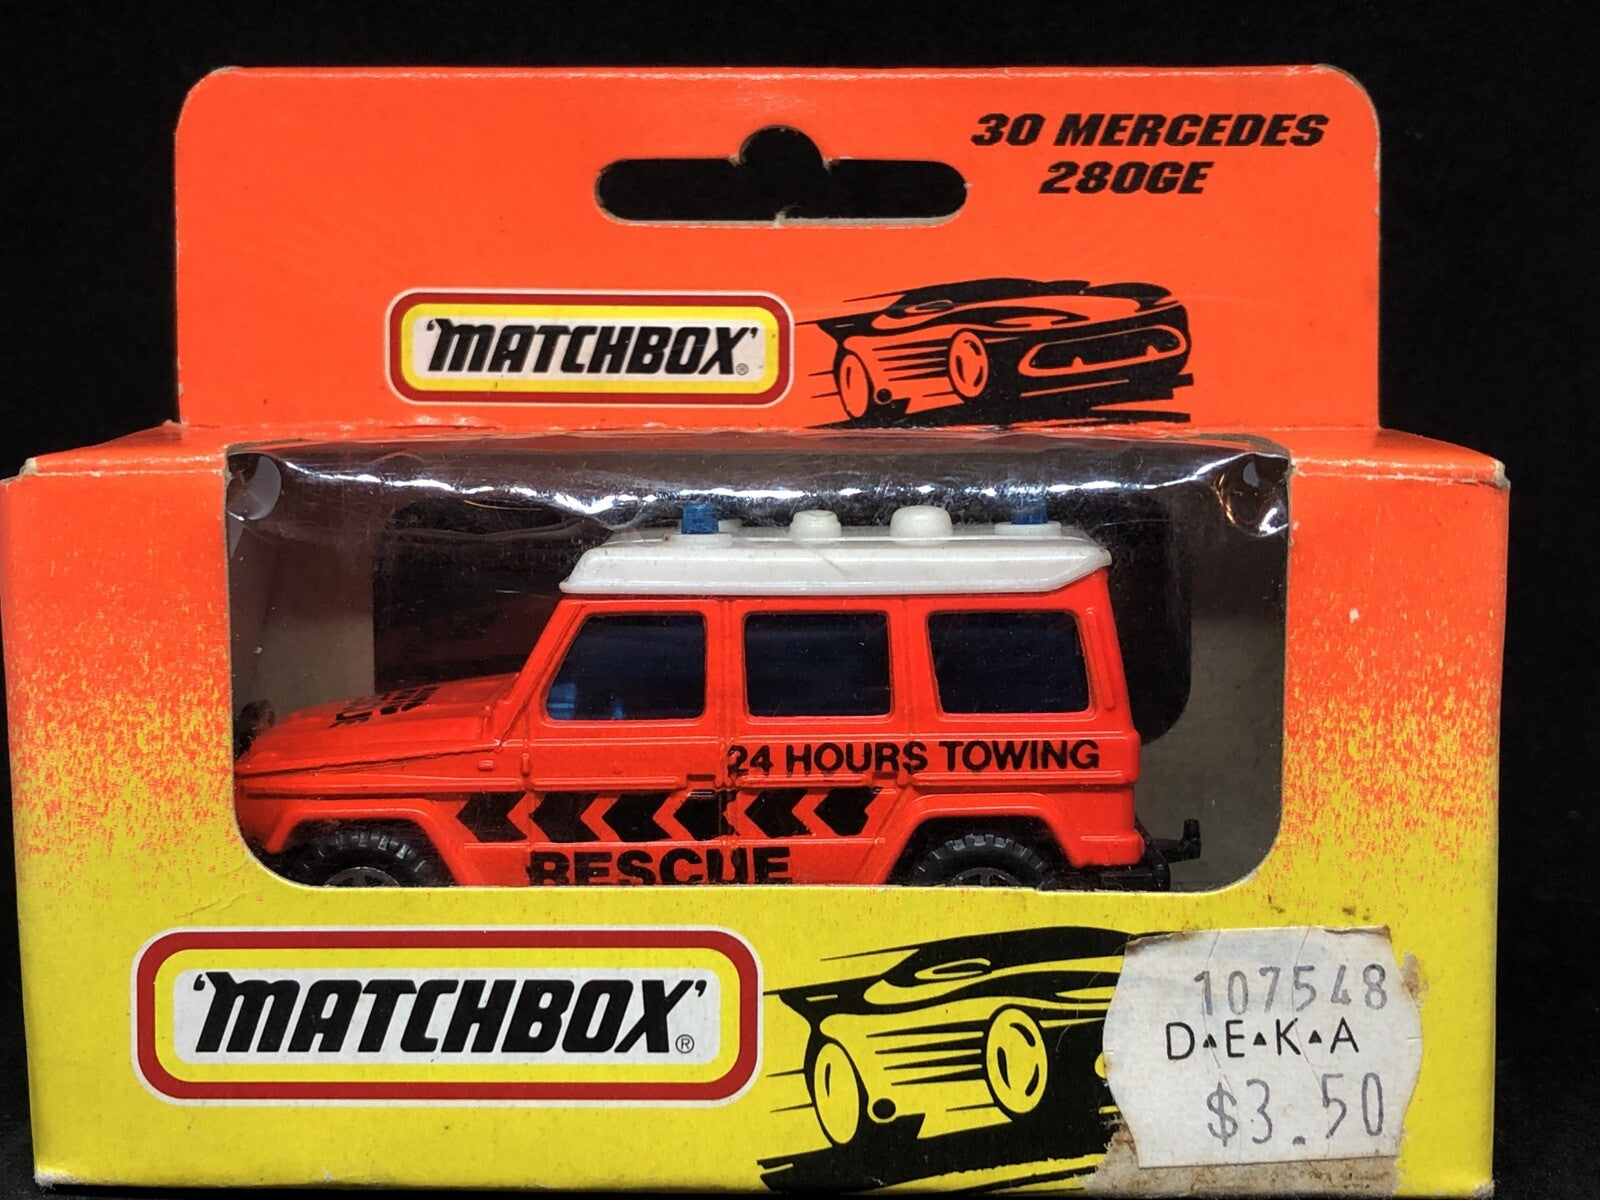 30 MERCEDES
280GE
'MATCHBOX'®
24 HOURS TOWING
RESCUE
'MATCHBOX'®
107548
D▲E▲K▲A
$3.50